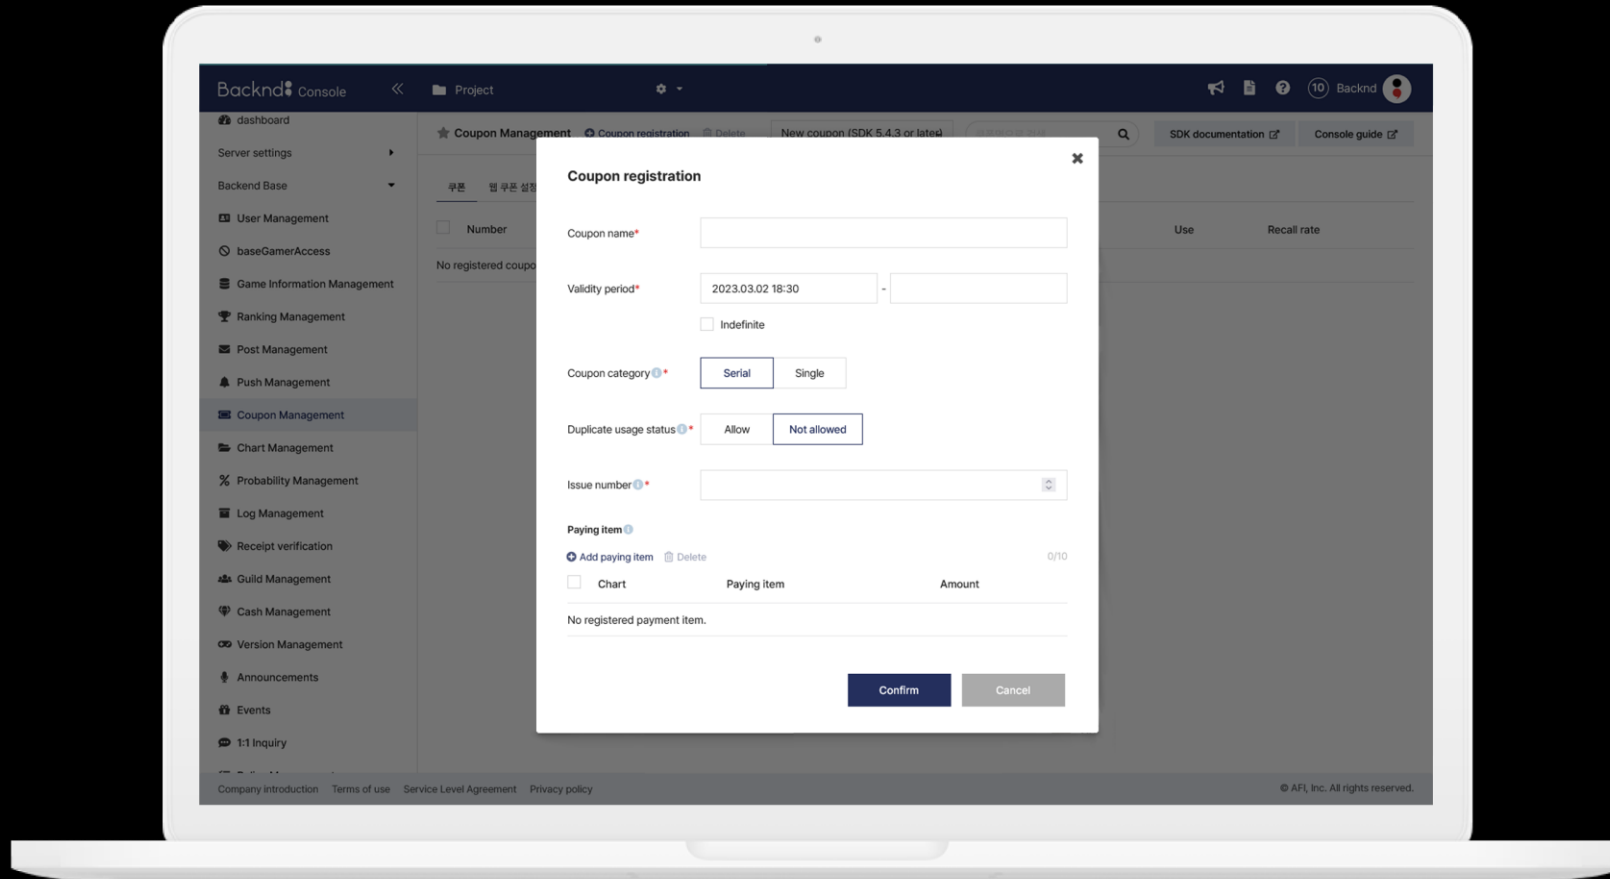 Backnd Console
Project
10 Backnd
dashboard
Server settings
Backend Base
User Management
baseGamerAccess
Game Information Management
Ranking Management
Post Management
Push Management
Coupon Management
Chart Management
Probability Management
Log Management
Receipt verification
Guild Management
Cash Management
Version Management
Announcements
Events
1:1 Inquiry
Coupon Management Coupon registration Delete New coupon (SDK 5.4.3 or later)
SDK documentation Console guide
쿠폰 웹 쿠폰 설정
Number Use Recall rate
No registered coupo
Coupon registration
Coupon name*
Validity period* 2023.03.02 18:30 -
Indefinite
Coupon category* Serial Single
Duplicate usage status* Allow Not allowed
Issue number*
Paying item
Add paying item Delete 0/10
Chart Paying item Amount
No registered payment item.
Confirm Cancel
Company introduction Terms of use Service Level Agreement Privacy policy
© AFI, Inc. All rights reserved.